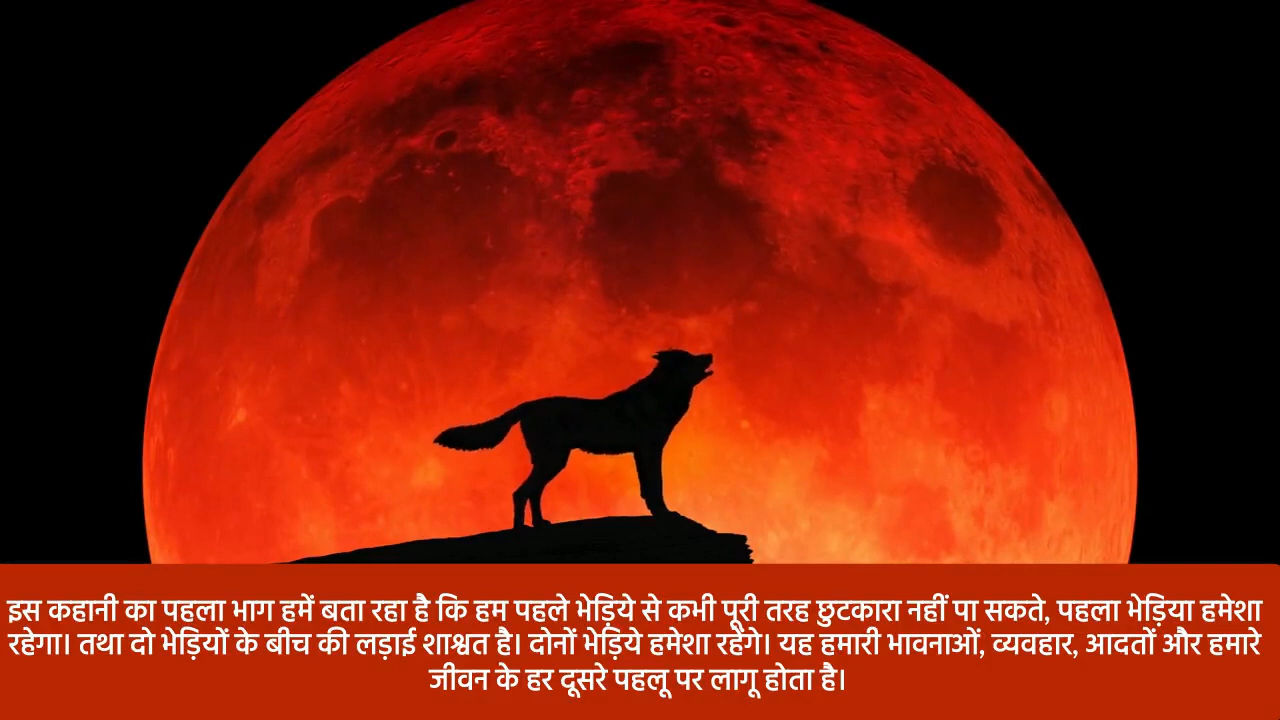 इस कहानी का पहला भाग हमें बता रहा है कि हम पहले भेड़िये से कभी पूरी तरह छुटकारा नहीं पा सकते, पहला भेड़िया हमेशा
रहेगा। तथा दो भेड़ियों के बीच की लड़ाई शाश्वत है। दोनों भेड़िये हमेशा रहेंगे। यह हमारी भावनाओं, व्यवहार, आदतों और हमारे
जीवन के हर दूसरे पहलू पर लागू होता है।